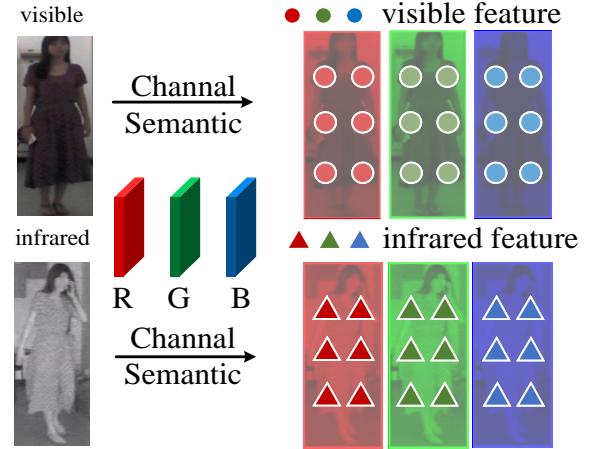 visible
visible feature
Channal
Semantic
infrared
infrared feature
R G B
Channal
Semantic